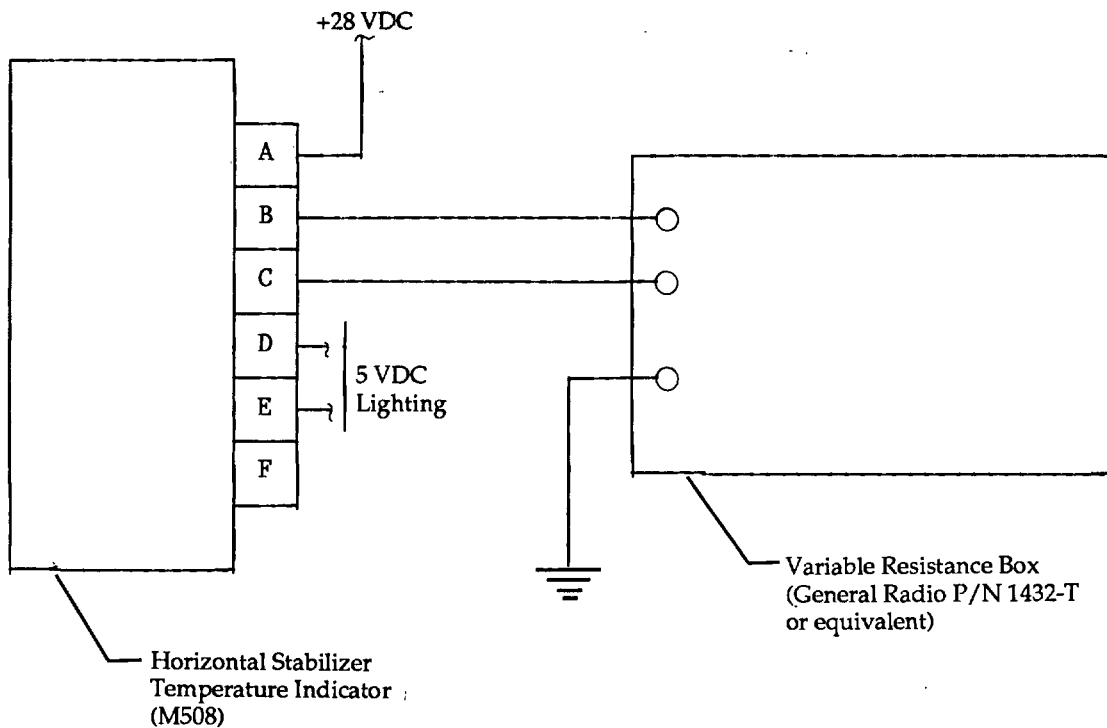 +28 VDC
A
B
C
D
E
F
5 VDC
Lighting
Variable Resistance Box
(General Radio P/N 1432-T
or equivalent)
Horizontal Stabilizer
Temperature Indicator
(M508)